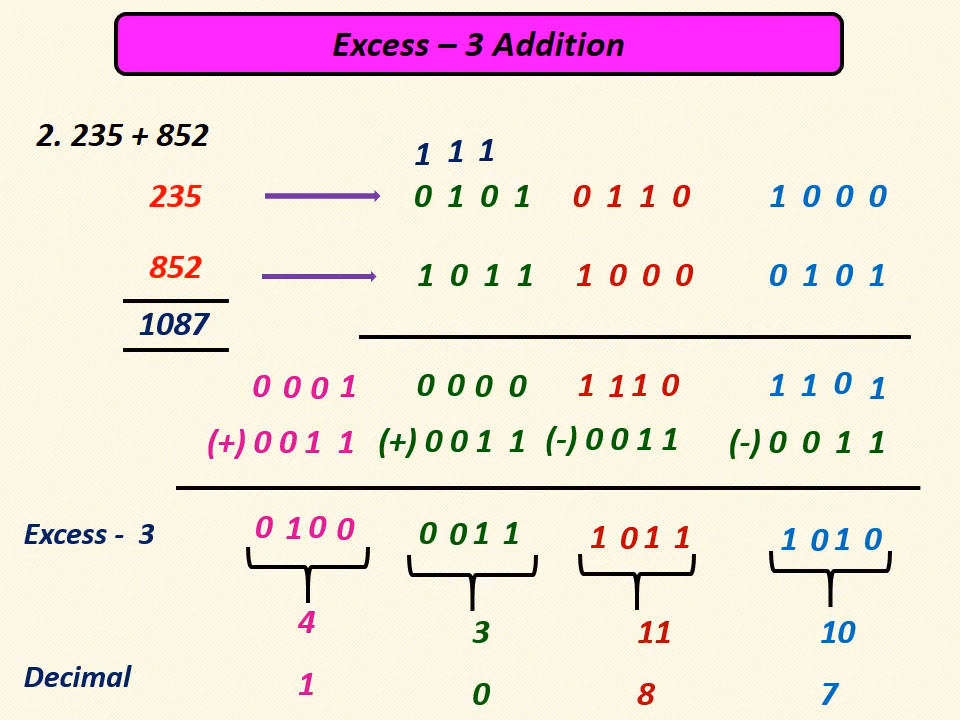 Excess – 3 Addition
2. 235 + 852
1 1 1
235 0 1 0 1 0 1 1 0 1 0 0 0
852 1 0 1 1 1 0 0 0 0 1 0 1
1087
0 0 0 1 0 0 0 0 1 1 1 0 1 1 0 1
(+) 0 0 1 1 (+) 0 0 1 1 (-) 0 0 1 1 (-) 0 0 1 1
Excess - 3 0 1 0 0 0 0 1 1 1 0 1 1 1 0 1 0
4 3 11 10
Decimal 1 0 8 7